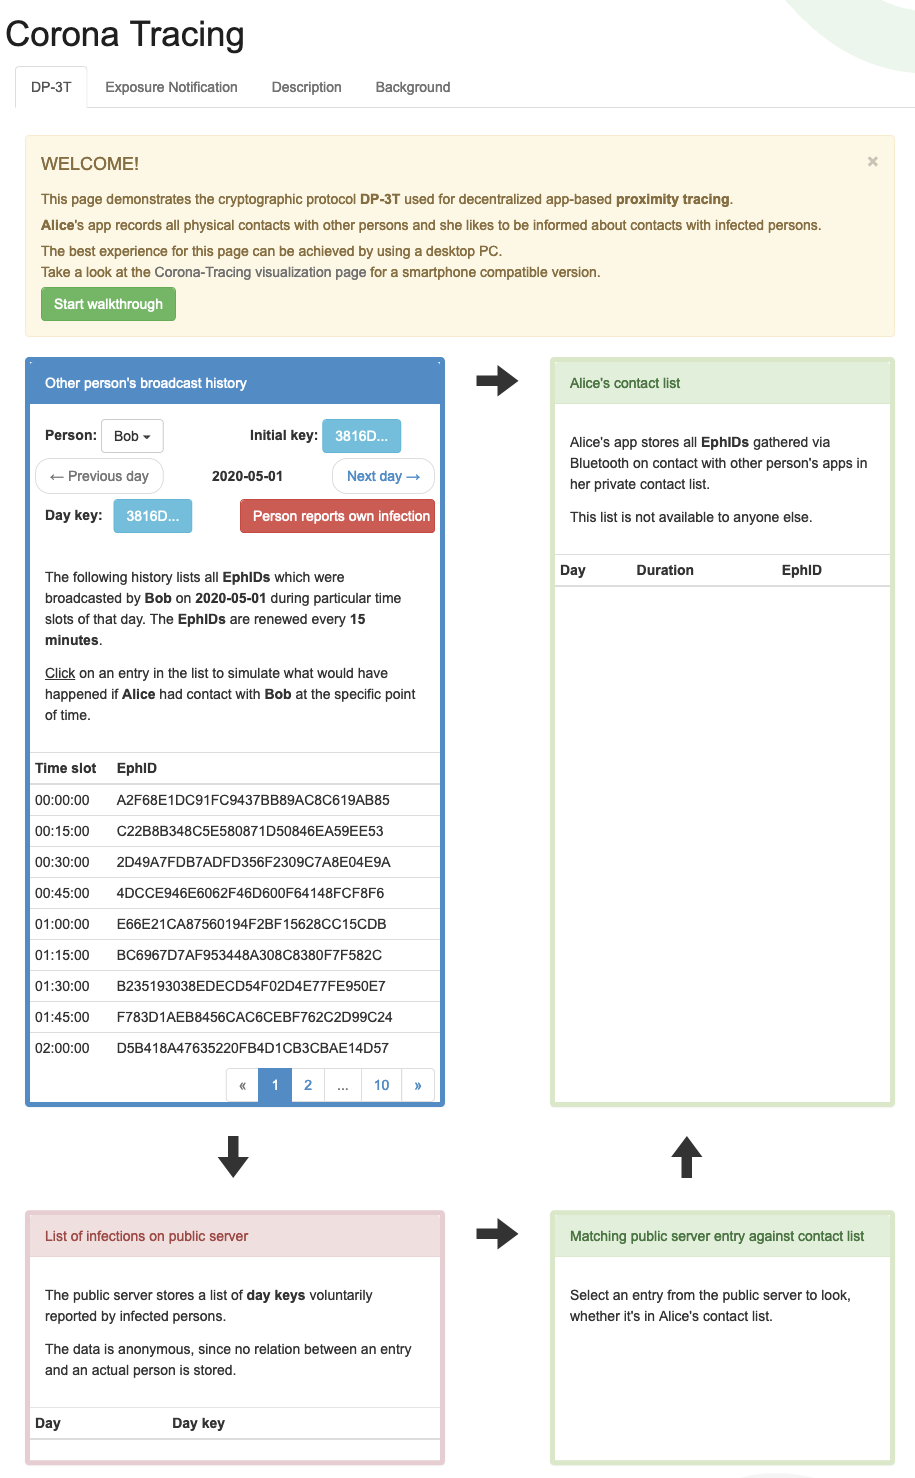 Corona Tracing
DP-3T Exposure Notification Description Background
WELCOME! ×
This page demonstrates the cryptographic protocol DP-3T used for decentralized app-based proximity tracing.
Alice's app records all physical contacts with other persons and she likes to be informed about contacts with infected persons.
The best experience for this page can be achieved by using a desktop PC.
Take a look at the Corona-Tracing visualization page for a smartphone compatible version.
Start walkthrough
Other person's broadcast history
Person: Bob Initial key: 3816D...
← Previous day 2020-05-01 Next day →
Day key: 3816D... Person reports own infection
The following history lists all EphIDs which were
broadcasted by Bob on 2020-05-01 during particular time
slots of that day. The EphIDs are renewed every 15
minutes.
Click on an entry in the list to simulate what would have
happened if Alice had contact with Bob at the specific point
of time.
Time slot EphID
00:00:00 A2F68E1DC91FC9437BB89AC8C619AB85
00:15:00 C22B8B348C5E580871D50846EA59EE53
00:30:00 2D49A7FDB7ADFD356F2309C7A8E04E9A
00:45:00 4DCCE946E6062F46D600F64148FCF8F6
01:00:00 E66E21CA87560194F2BF15628CC15CDB
01:15:00 BC6967D7AF953448A308C8380F7F582C
01:30:00 B235193038EDECD54F02D4E77FE950E7
01:45:00 F783D1AEB8456CAC6CEBF762C2D99C24
02:00:00 D5B418A47635220FB4D1CB3CBAE14D57
« 1 2 ... 10 »
Alice's contact list
Alice's app stores all EphIDs gathered via
Bluetooth on contact with other person's apps in
her private contact list.
This list is not available to anyone else.
Day Duration EphID
List of infections on public server
The public server stores a list of day keys voluntarily
reported by infected persons.
The data is anonymous, since no relation between an entry
and an actual person is stored.
Day Day key
Matching public server entry against contact list
Select an entry from the public server to look,
whether it's in Alice's contact list.